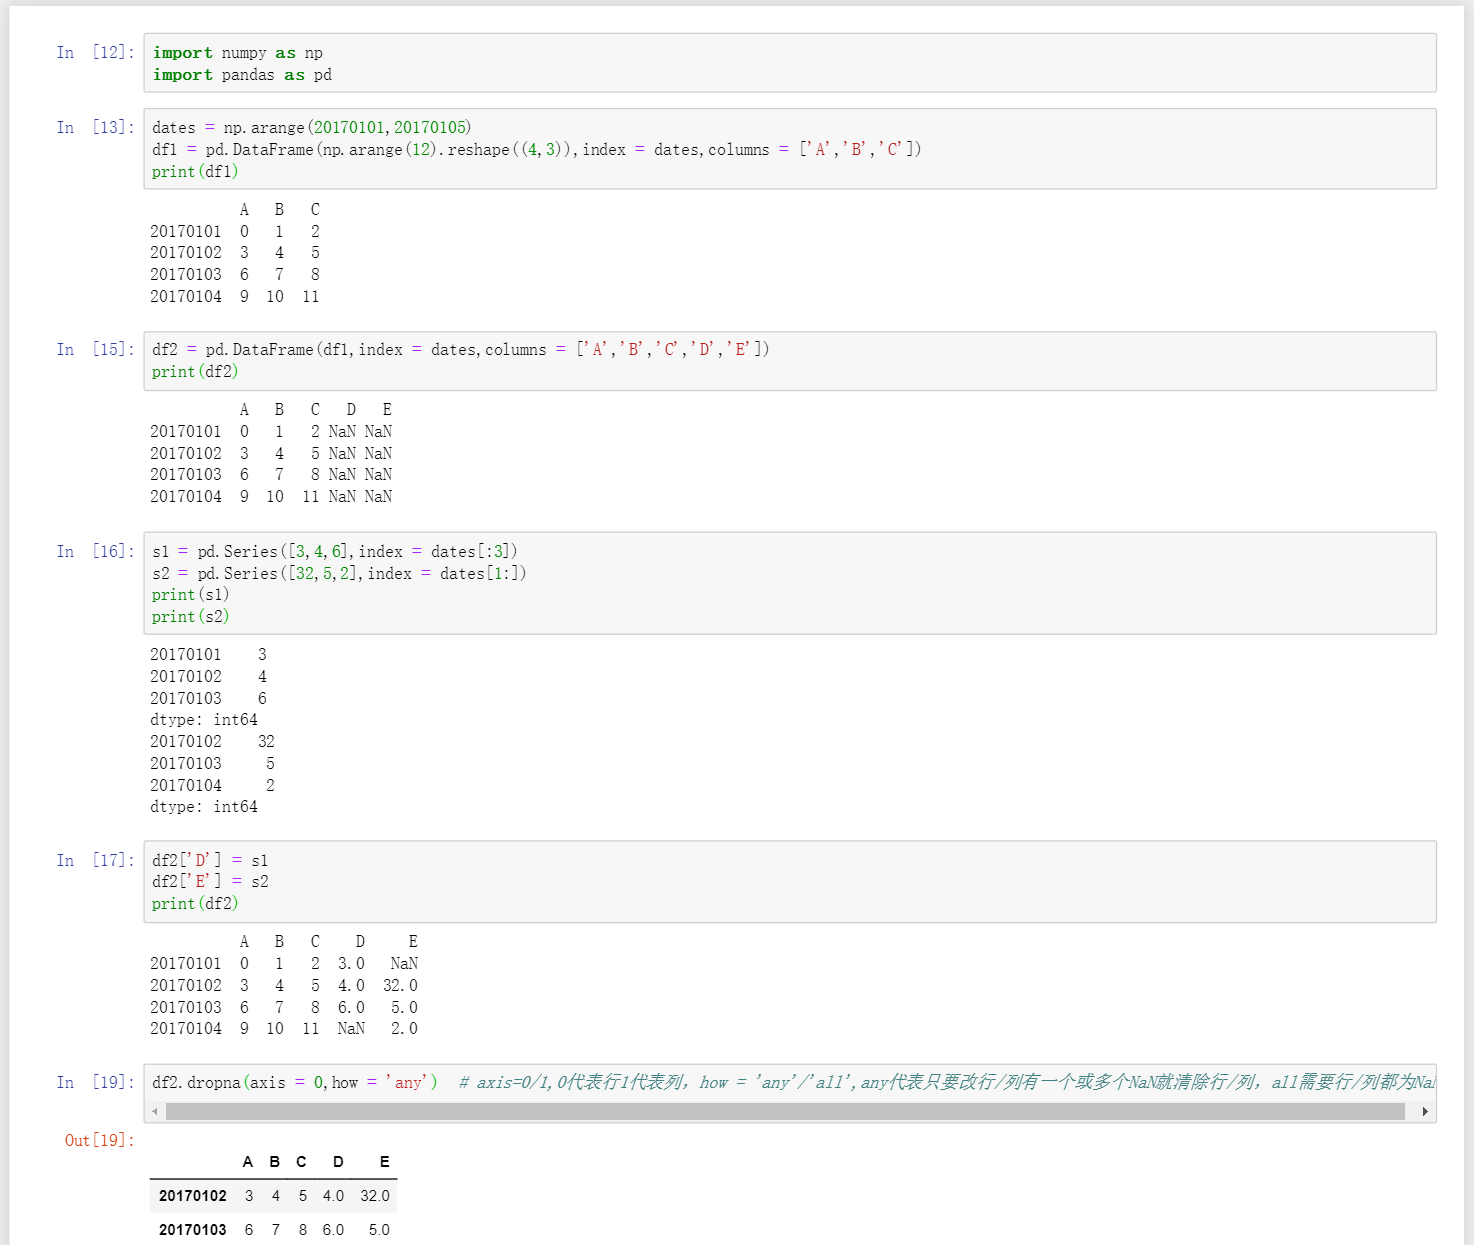 In [12]: import numpy as np
import pandas as pd
In [13]: dates = np.arange(20170101,20170105)
df1 = pd.DataFrame(np.arange(12).reshape((4,3)),index = dates,columns = ['A','B','C'])
print(df1)
A B C
20170101 0 1 2
20170102 3 4 5
20170103 6 7 8
20170104 9 10 11
In [15]: df2 = pd.DataFrame(df1,index = dates,columns = ['A','B','C','D','E'])
print(df2)
A B C D E
20170101 0 1 2 NaN NaN
20170102 3 4 5 NaN NaN
20170103 6 7 8 NaN NaN
20170104 9 10 11 NaN NaN
In [16]: s1 = pd.Series([3,4,6],index = dates[:3])
s2 = pd.Series([32,5,2],index = dates[1:])
print(s1)
print(s2)
20170101 3
20170102 4
20170103 6
dtype: int64
20170102 32
20170103 5
20170104 2
dtype: int64
In [17]: df2['D'] = s1
df2['E'] = s2
print(df2)
A B C D E
20170101 0 1 2 3.0 NaN
20170102 3 4 5 4.0 32.0
20170103 6 7 8 6.0 5.0
20170104 9 10 11 NaN 2.0
In [19]: df2.dropna(axis = 0,how = 'any') # axis=0/1,0代表行1代表列，how = 'any'/'all',any代表只要改行/列有一个或多个NaN就清除行/列，all需要行/列都为Na
Out[19]:
A B C D E
20170102 3 4 5 4.0 32.0
20170103 6 7 8 6.0 5.0